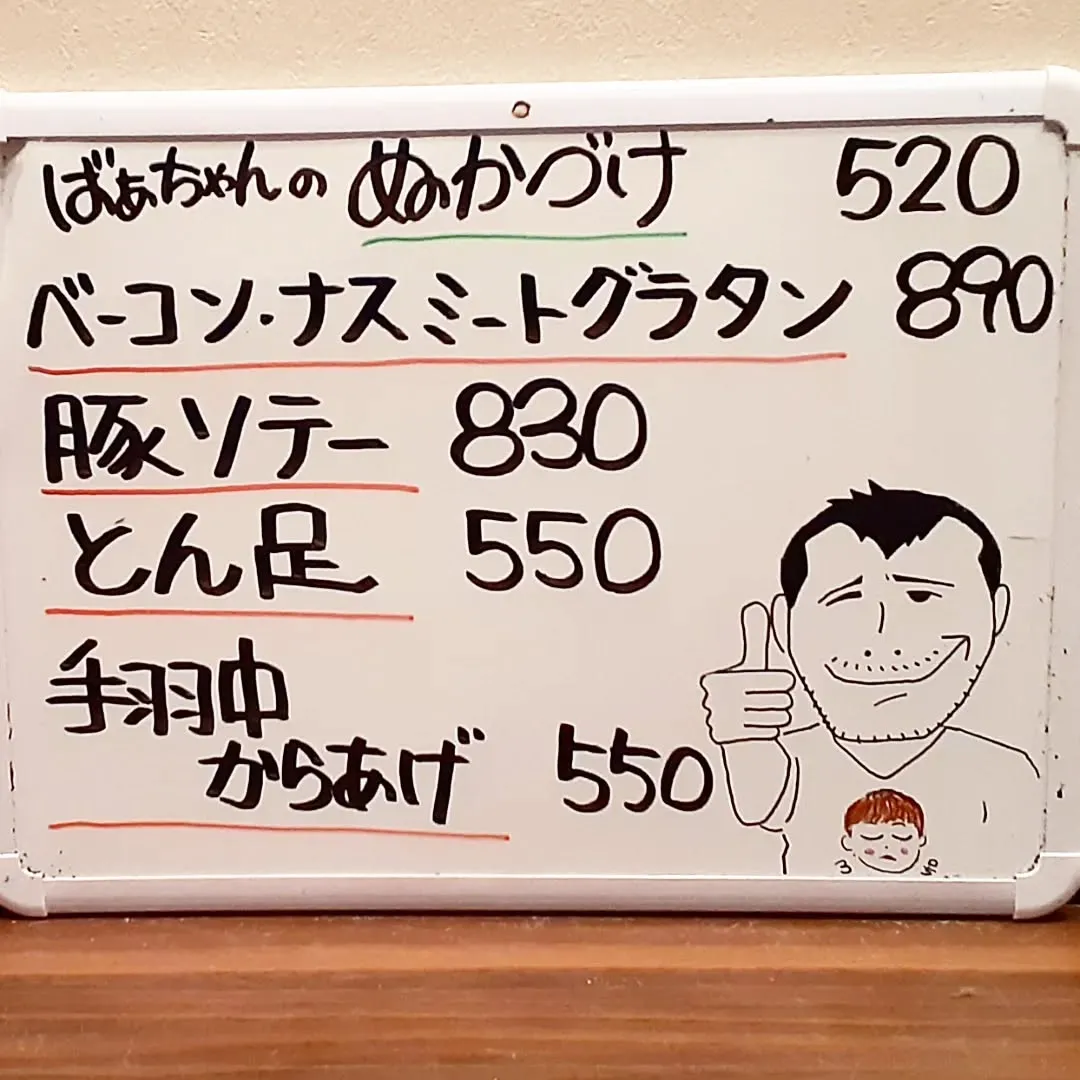 ばぁちゃんの ぬかづけ 520
ベーコン・ナスミートグラタン 890
豚ソテー 830
とん足 550
手羽中
からあげ 550